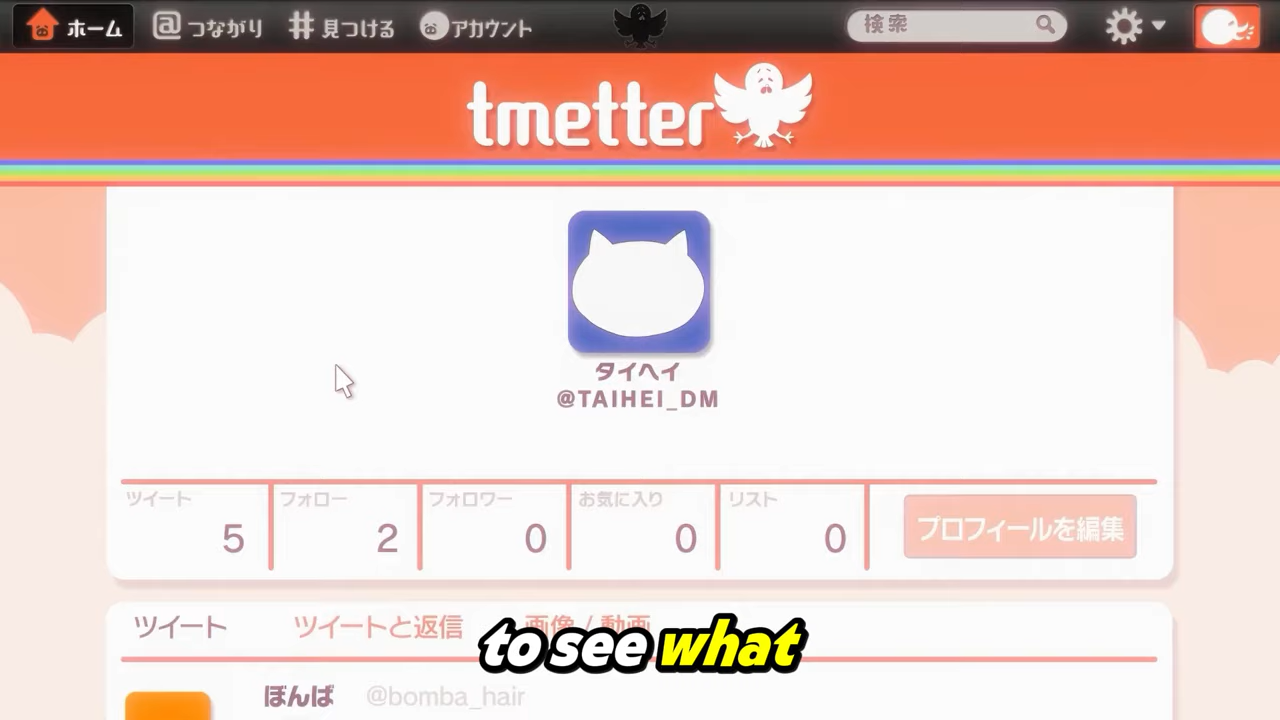 ホーム @つながり #見つける アカウント 検索
tmetter
タイヘイ
@TAIHEI_DM
ツイート フォロー フォロワー お気に入り リスト
5 2 0 0 0 プロフィールを編集
ツイート ツイートと返信 画像 / 動画
to see what
ぼんば @bomba_hair